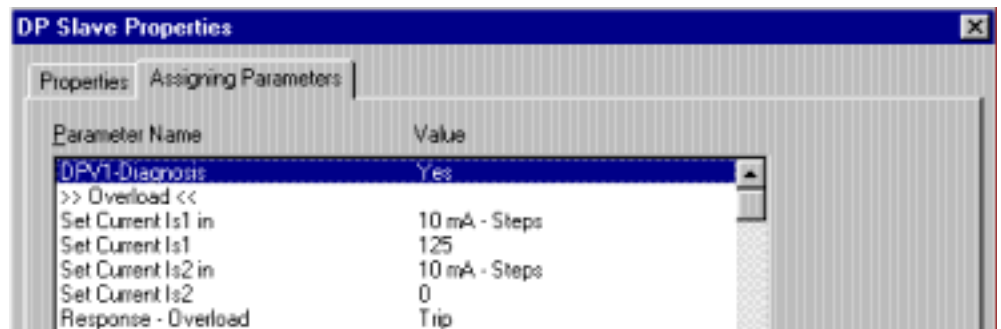 DP Slave Properties
Properties Assigning Parameters
Parameter Name Value
DPV1-Diagnosis Yes
>> Overload <<
Set Current Is1 in 10 mA - Steps
Set Current Is1 125
Set Current Is2 in 10 mA - Steps
Set Current Is2 0
Response - Overload Trip